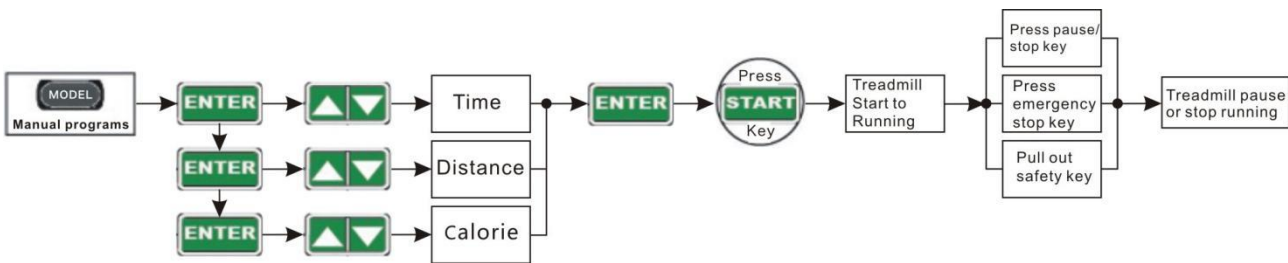 MODEL
Manual programs
ENTER
Time
ENTER
Distance
ENTER
Calorie
ENTER
Press
START
Key
Treadmill
Start to
Running
Press pause/
stop key
Press
emergency
stop key
Pull out
safety key
Treadmill pause
or stop running